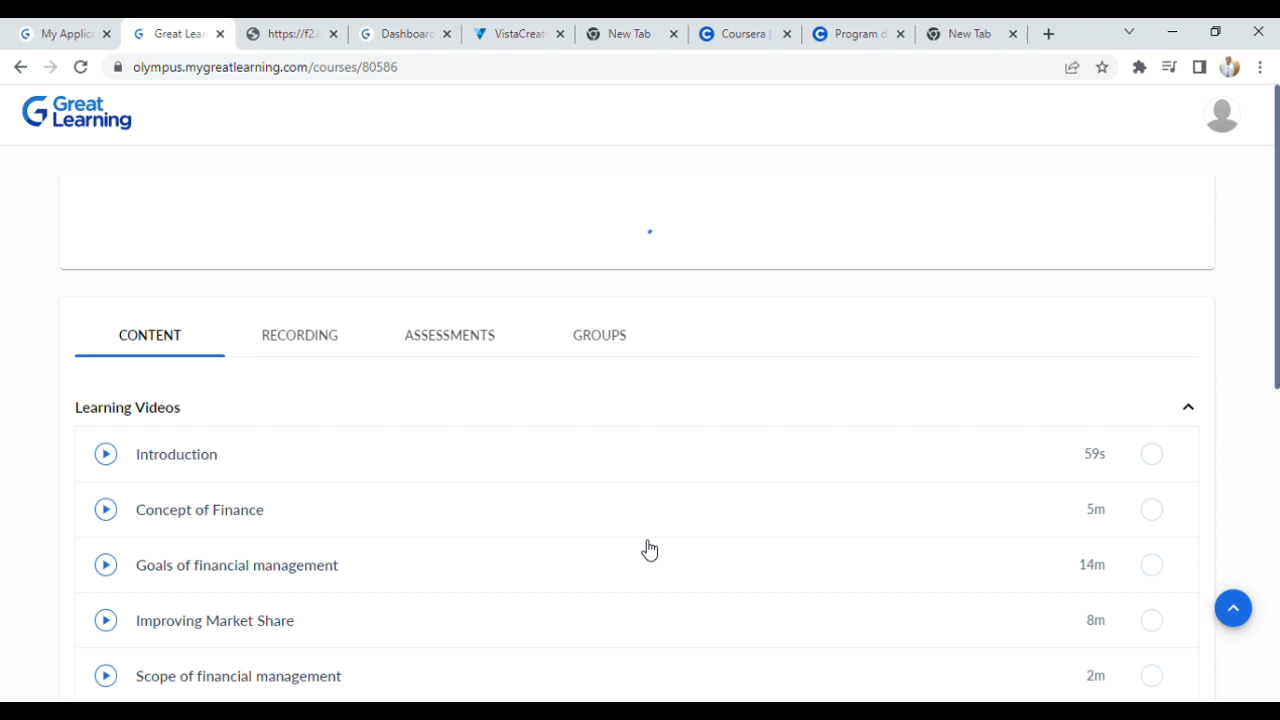 My Applic
Great Lear
https://f2.
Dashboard
VistaCreat
New Tab
Coursera |
Program d
New Tab
olympus.mygreatlearning.com/courses/80586
Great
Learning
CONTENT
RECORDING
ASSESSMENTS
GROUPS
Learning Videos
Introduction 59s
Concept of Finance 5m
Goals of financial management 14m
Improving Market Share 8m
Scope of financial management 2m